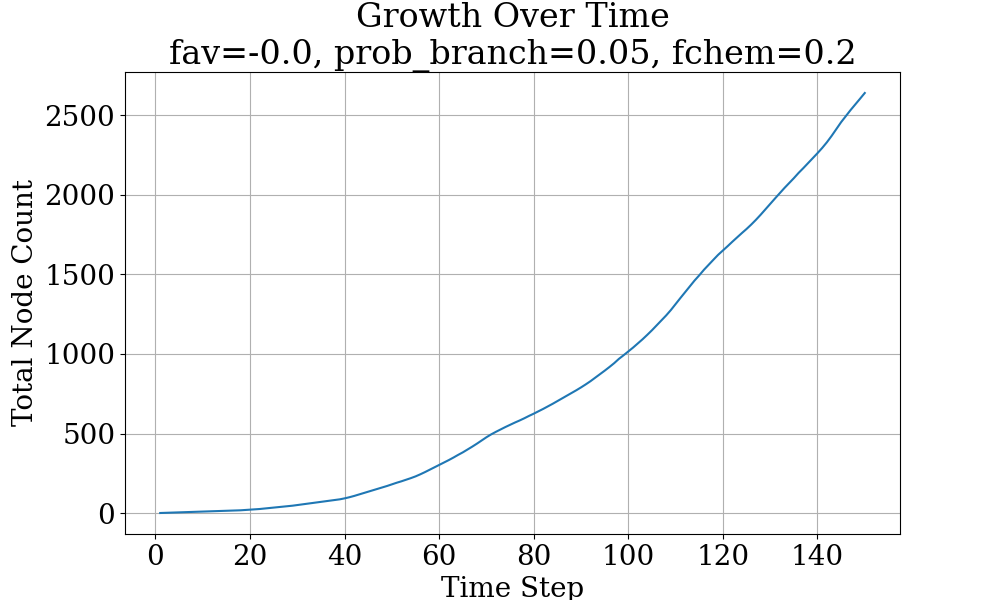 Growth Over Time
fav=-0.0, prob_branch=0.05, fchem=0.2
2500
2000
1500
1000
500
0
Total Node Count
0 20 40 60 80 100 120 140
Time Step